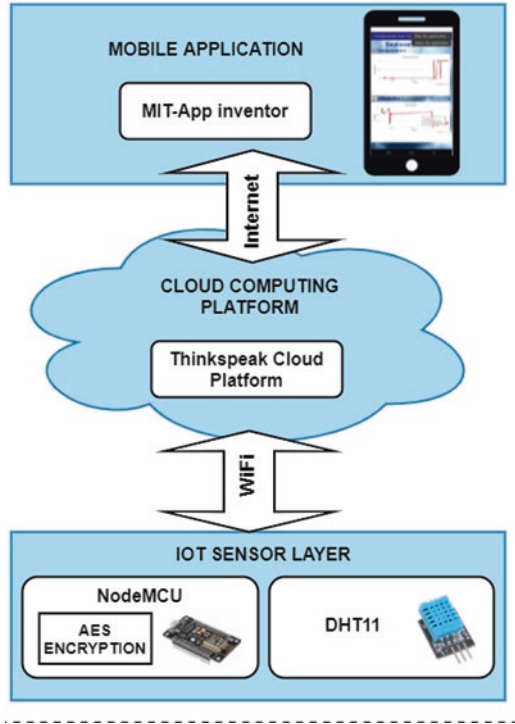 MOBILE APPLICATION
MIT-App inventor
Internet
CLOUD COMPUTING
PLATFORM
Thinkspeak Cloud
Platform
WiFi
IOT SENSOR LAYER
NodeMCU
AES
ENCRYPTION
DHT11